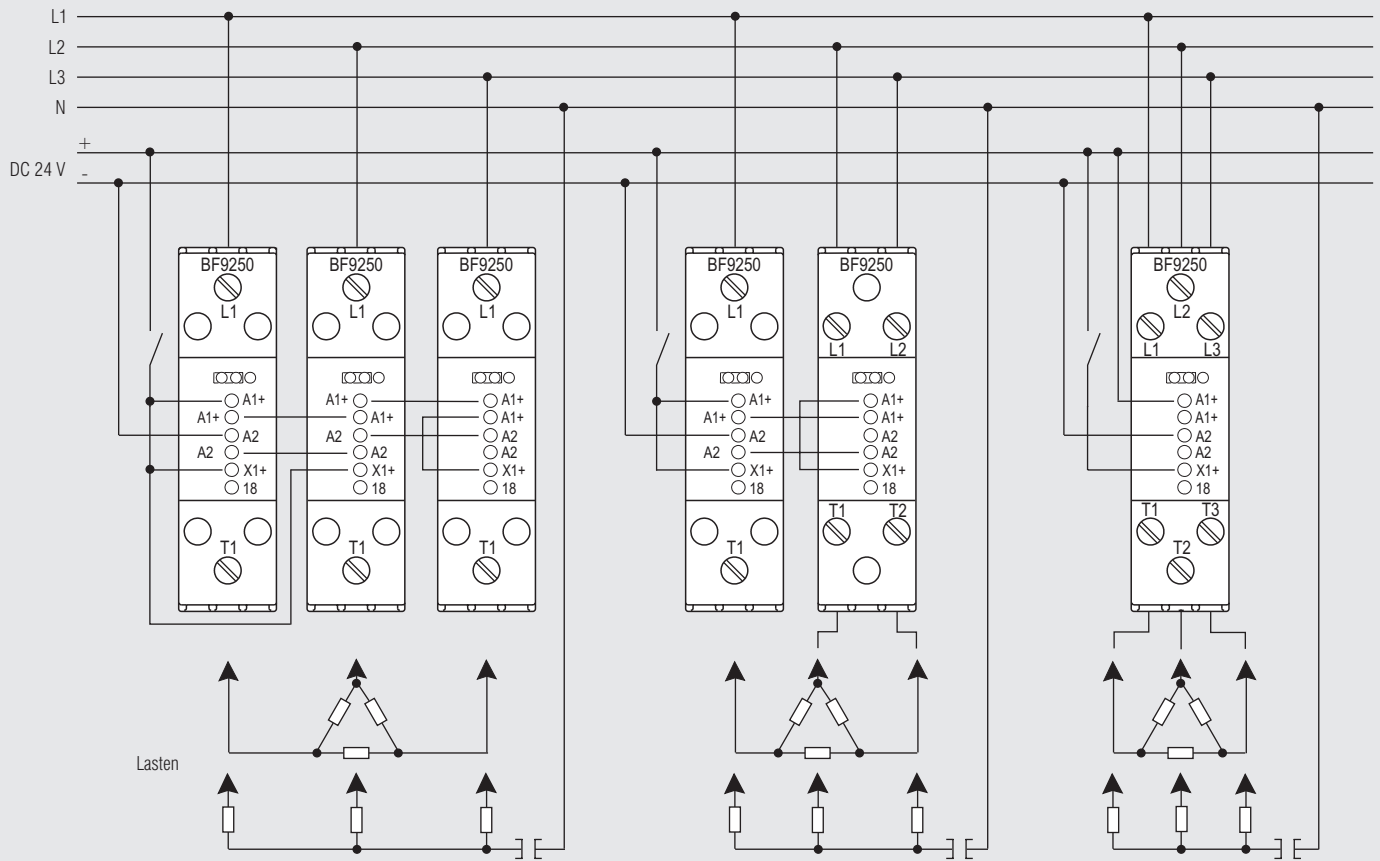 L1
L2
L3
N
+
DC 24 V
-
BF9250 BF9250 BF9250 BF9250 BF9250 BF9250
L1 L1 L1 L1 L2
L1 L2 L1 L3
A1+ A1+ A1+ A1+ A1+ A1+
A1+ A1+ A1+ A1+ A1+ A1+
A2 A2 A2 A2 A2 A2
A2 A2 A2 A2 A2 A2
X1+ X1+ X1+ X1+ X1+ X1+
18 18 18 18 18 18
T1 T2 T1 T3
T1 T1 T1 T1 T2
Lasten